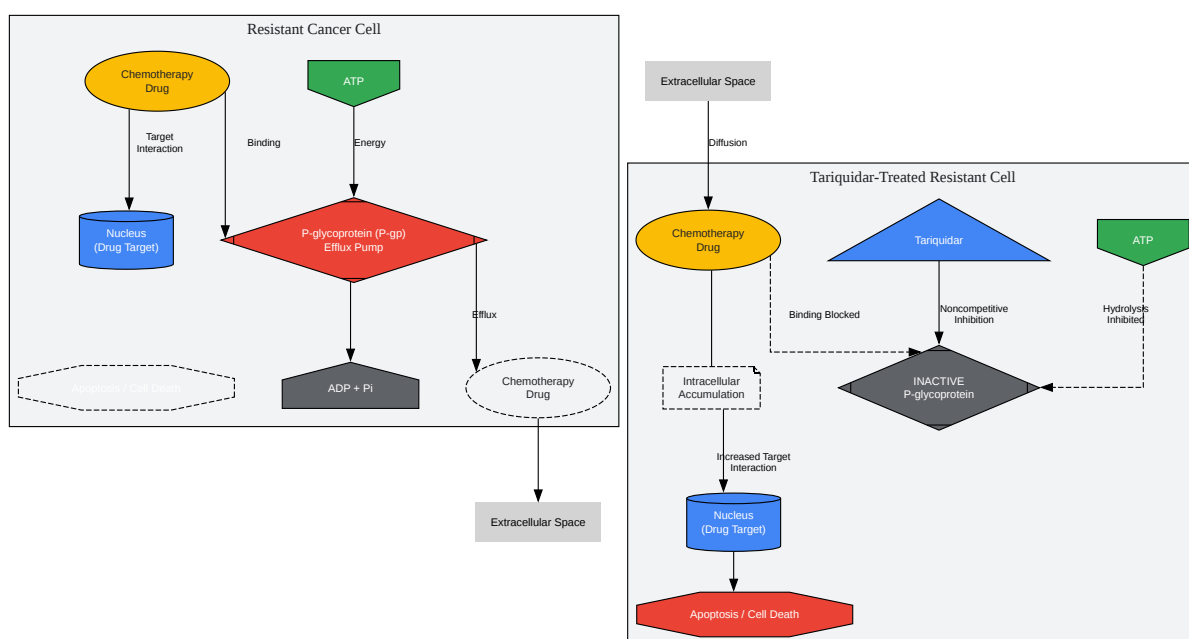 Resistant Cancer Cell
Chemotherapy
Drug
ATP
Target
Interaction
Binding
Energy
Nucleus
(Drug Target)
P-glycoprotein (P-gp)
Efflux Pump
Efflux
Apoptosis / Cell Death
ADP + Pi
Chemotherapy
Drug
Extracellular Space
Extracellular Space
Diffusion
Tariquidar-Treated Resistant Cell
Chemotherapy
Drug
Tariquidar
ATP
Binding Blocked
Noncompetitive
Inhibition
Hydrolysis
Inhibited
Intracellular
Accumulation
INACTIVE
P-glycoprotein
Increased Target
Interaction
Nucleus
(Drug Target)
Apoptosis / Cell Death